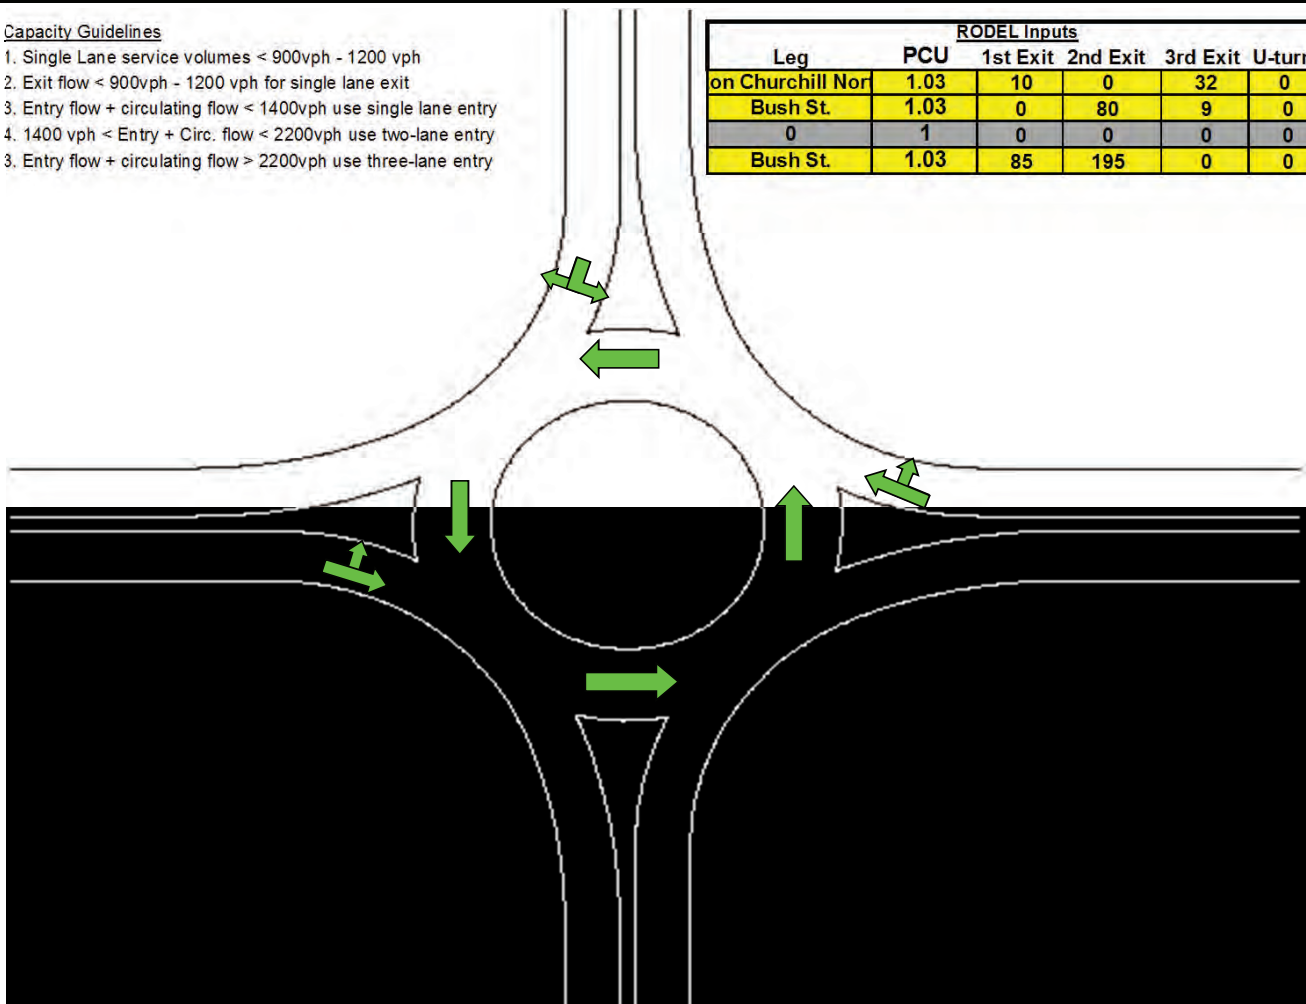 Capacity Guidelines
1. Single Lane service volumes < 900vph - 1200 vph
2. Exit flow < 900vph - 1200 vph for single lane exit
3. Entry flow + circulating flow < 1400vph use single lane entry
4. 1400 vph < Entry + Circ. flow < 2200vph use two-lane entry
3. Entry flow + circulating flow > 2200vph use three-lane entry
RODEL Inputs
Leg PCU 1st Exit 2nd Exit 3rd Exit U-turn
on Churchill Nort 1.03 10 0 32 0
Bush St. 1.03 0 80 9 0
0 1 0 0 0 0
Bush St. 1.03 85 195 0 0